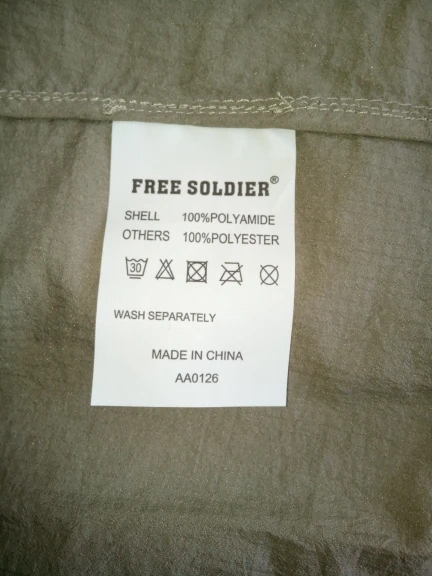 FREE SOLDIER®
SHELL 100%POLYAMIDE
OTHERS 100%POLYESTER
30
WASH SEPARATELY
MADE IN CHINA
AA0126